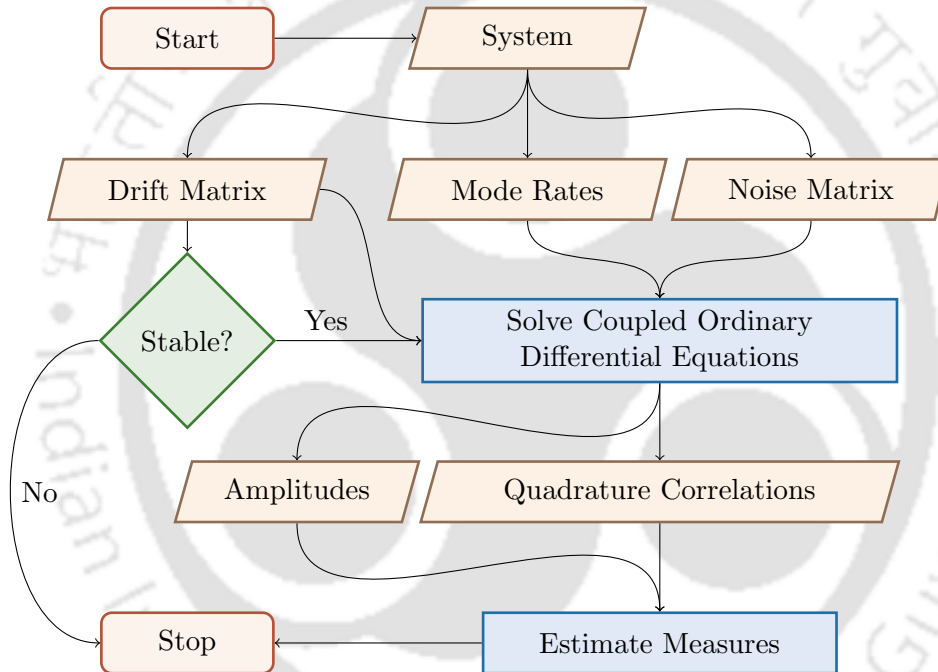 Start
System
Drift Matrix
Mode Rates
Noise Matrix
Stable?
Yes
Solve Coupled Ordinary
Differential Equations
No
Amplitudes
Quadrature Correlations
Stop
Estimate Measures
Indian